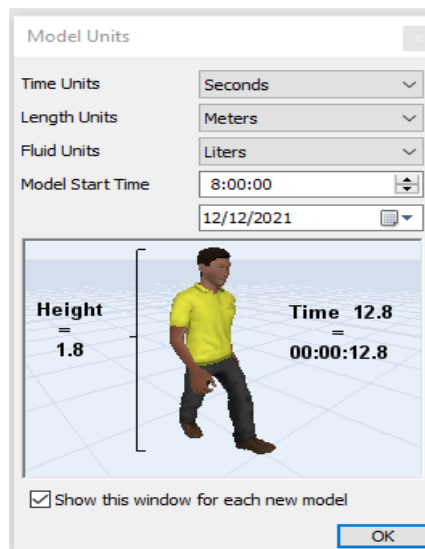 Model Units
Time Units Seconds
Length Units Meters
Fluid Units Liters
Model Start Time 8:00:00
12/12/2021
Height
=
1.8
Time 12.8
=
00:00:12.8
Show this window for each new model
OK